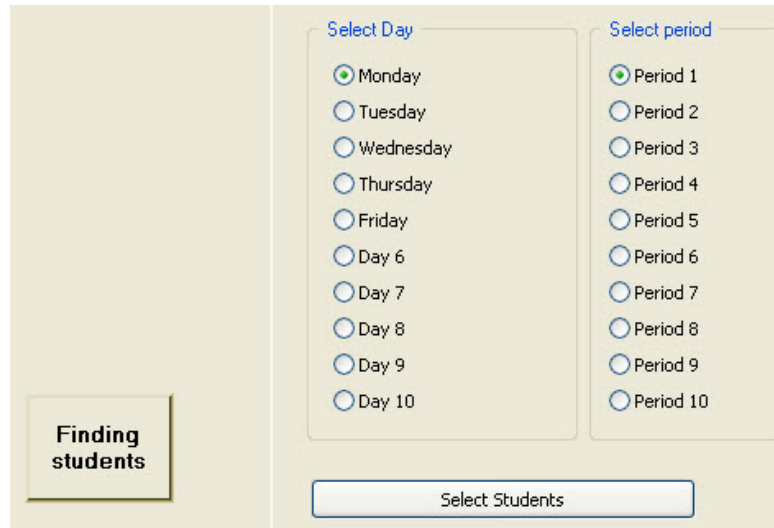 Select Day
Monday
Tuesday
Wednesday
Thursday
Friday
Day 6
Day 7
Day 8
Day 9
Day 10
Select period
Period 1
Period 2
Period 3
Period 4
Period 5
Period 6
Period 7
Period 8
Period 9
Period 10
Finding
students
Select Students